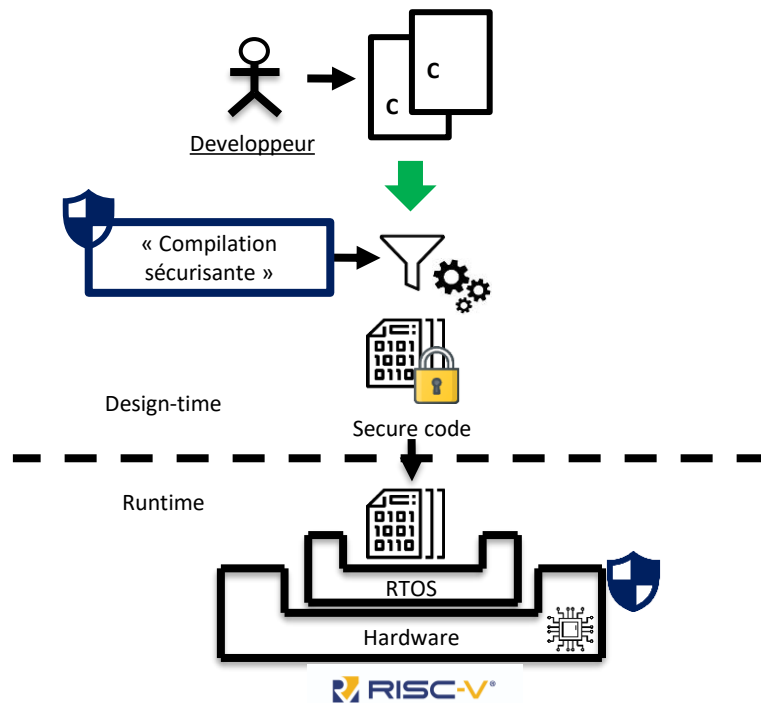 C
C
Developpeur
« Compilation
sécurisante »
0101
1001
0110
Design-time
Secure code
Runtime
0101
1001
0110
RTOS
Hardware
RISC-V®